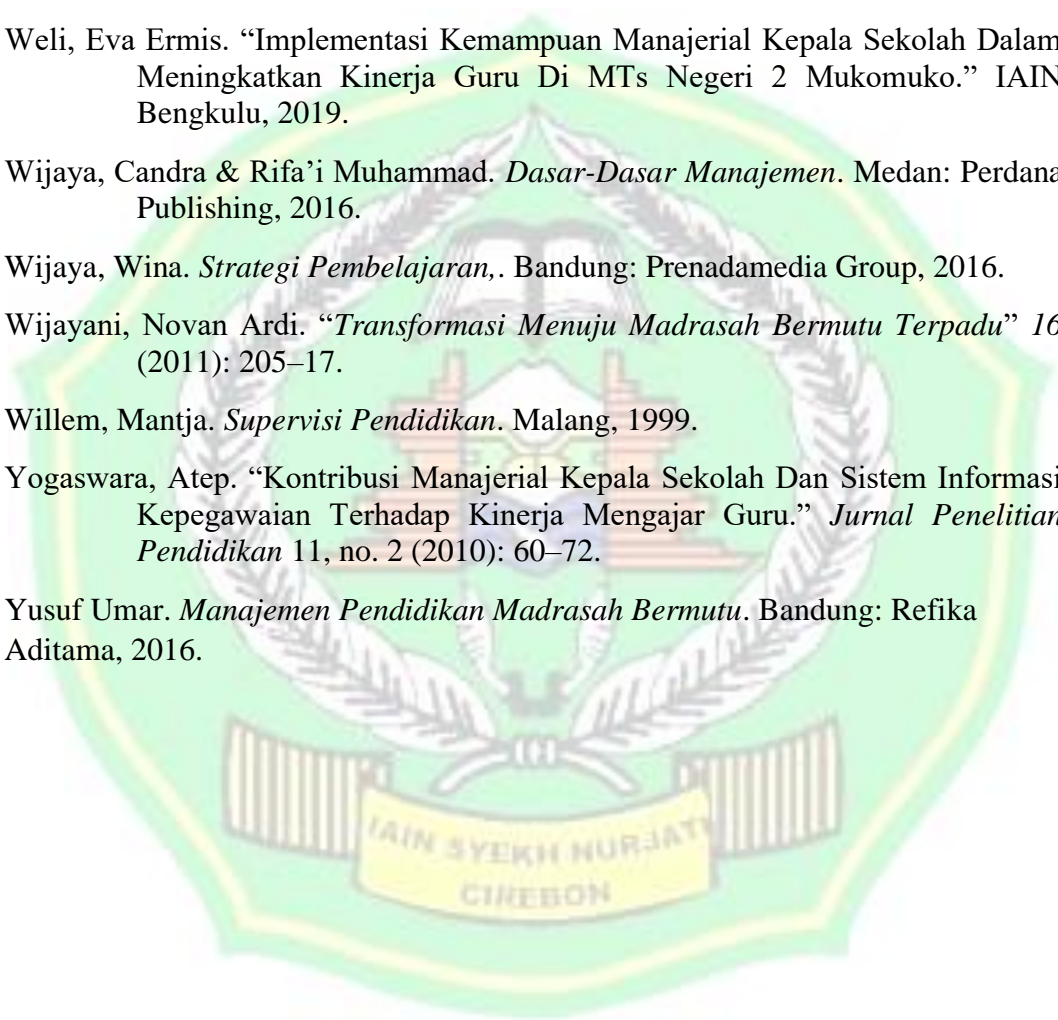 Weli, Eva Ermis. “Implementasi Kemampuan Manajerial Kepala Sekolah Dalam
Meningkatkan Kinerja Guru Di MTs Negeri 2 Mukomuko.” IAIN
Bengkulu, 2019.
Wijaya, Candra & Rifa’i Muhammad. Dasar-Dasar Manajemen. Medan: Perdana
Publishing, 2016.
Wijaya, Wina. Strategi Pembelajaran,. Bandung: Prenadamedia Group, 2016.
Wijayani, Novan Ardi. “Transformasi Menuju Madrasah Bermutu Terpadu” 16
(2011): 205–17.
Willem, Mantja. Supervisi Pendidikan. Malang, 1999.
Yogaswara, Atep. “Kontribusi Manajerial Kepala Sekolah Dan Sistem Informasi
Kepegawaian Terhadap Kinerja Mengajar Guru.” Jurnal Penelitian
Pendidikan 11, no. 2 (2010): 60–72.
Yusuf Umar. Manajemen Pendidikan Madrasah Bermutu. Bandung: Refika
Aditama, 2016.
IAIN SYEKH NURJATI
CIREBON